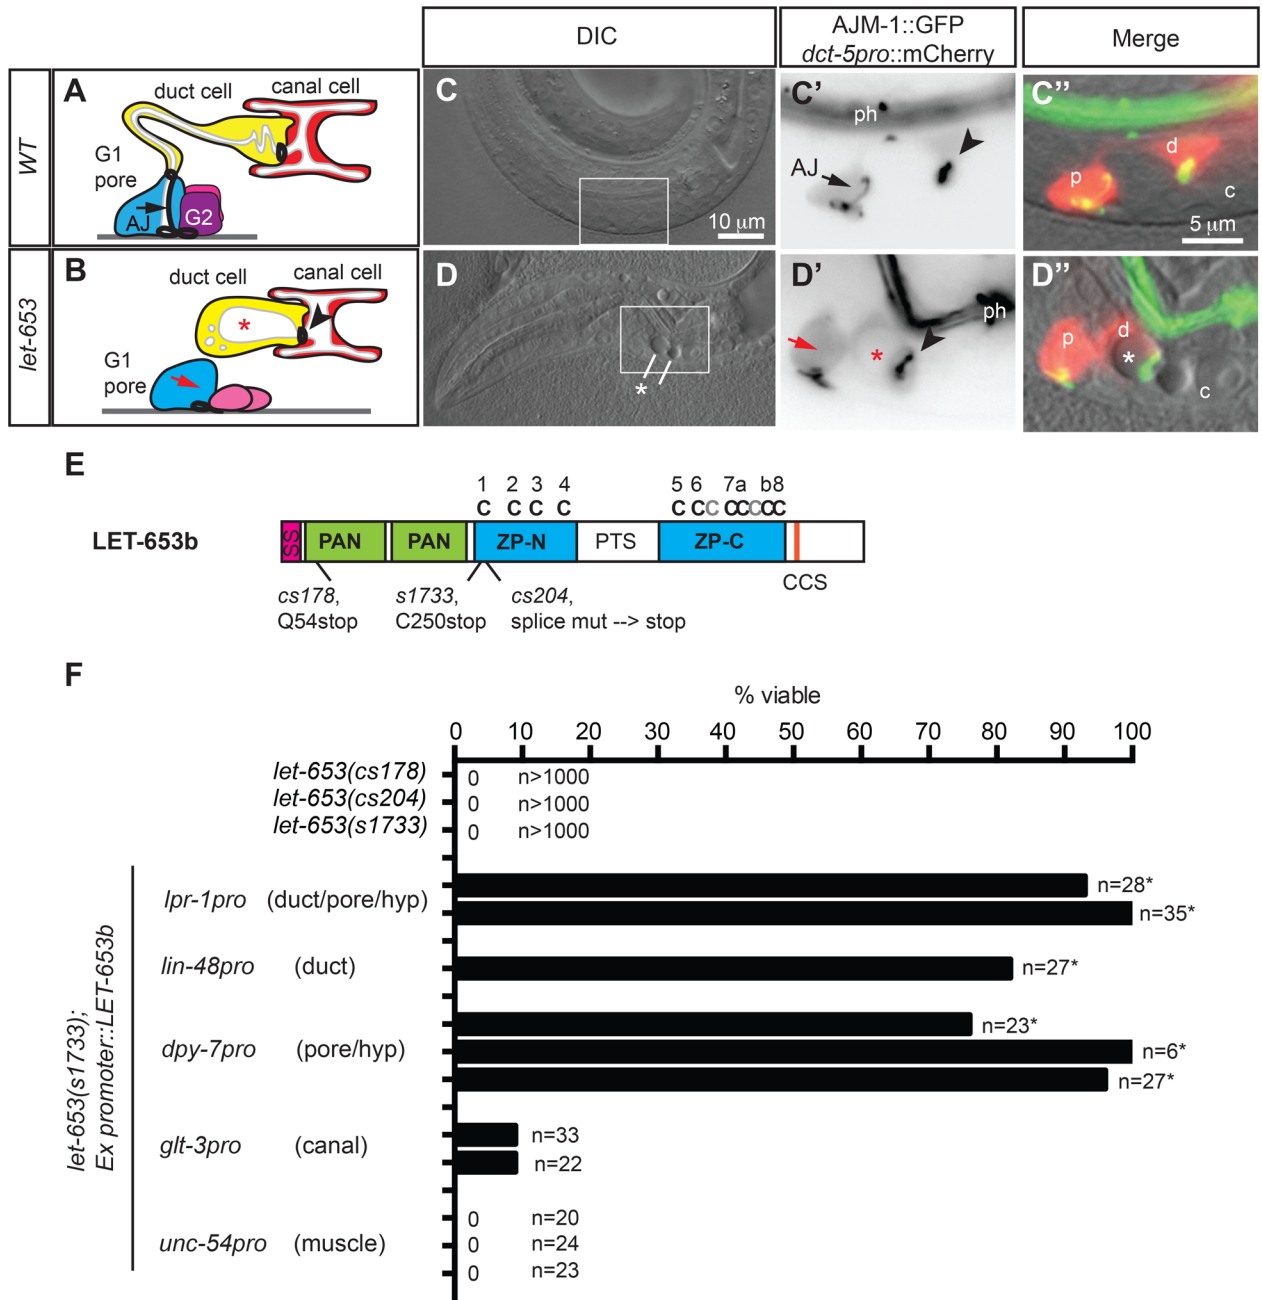 DIC
AJM-1::GFP
dct-5pro::mCherry
Merge
WT
A
duct cell
canal cell
G1
pore
AJ
G2
C
10 µm
C'
ph
AJ
C''
d
p
c
5 µm
let-653
B
duct cell
canal cell
*
G1
pore
D
*
D'
ph
*
D''
d
p
*
c
E
1 2 3 4 5 6 7a b8
C C C C C CC CCCCC
LET-653b
SS PAN PAN ZP-N PTS ZP-C
CCS
cs178,
Q54stop
s1733,
C250stop
cs204,
splice mut --> stop
F
% viable
0 10 20 30 40 50 60 70 80 90 100
let-653(cs178) 0 n>1000
let-653(cs204) 0 n>1000
let-653(s1733) 0 n>1000
let-653(s1733);
Ex promoter::LET-653b
lpr-1pro (duct/pore/hyp)
n=28*
n=35*
lin-48pro (duct) n=27*
dpy-7pro (pore/hyp)
n=23*
n=6*
n=27*
glt-3pro (canal)
n=33
n=22
unc-54pro (muscle)
0 n=20
0 n=24
0 n=23